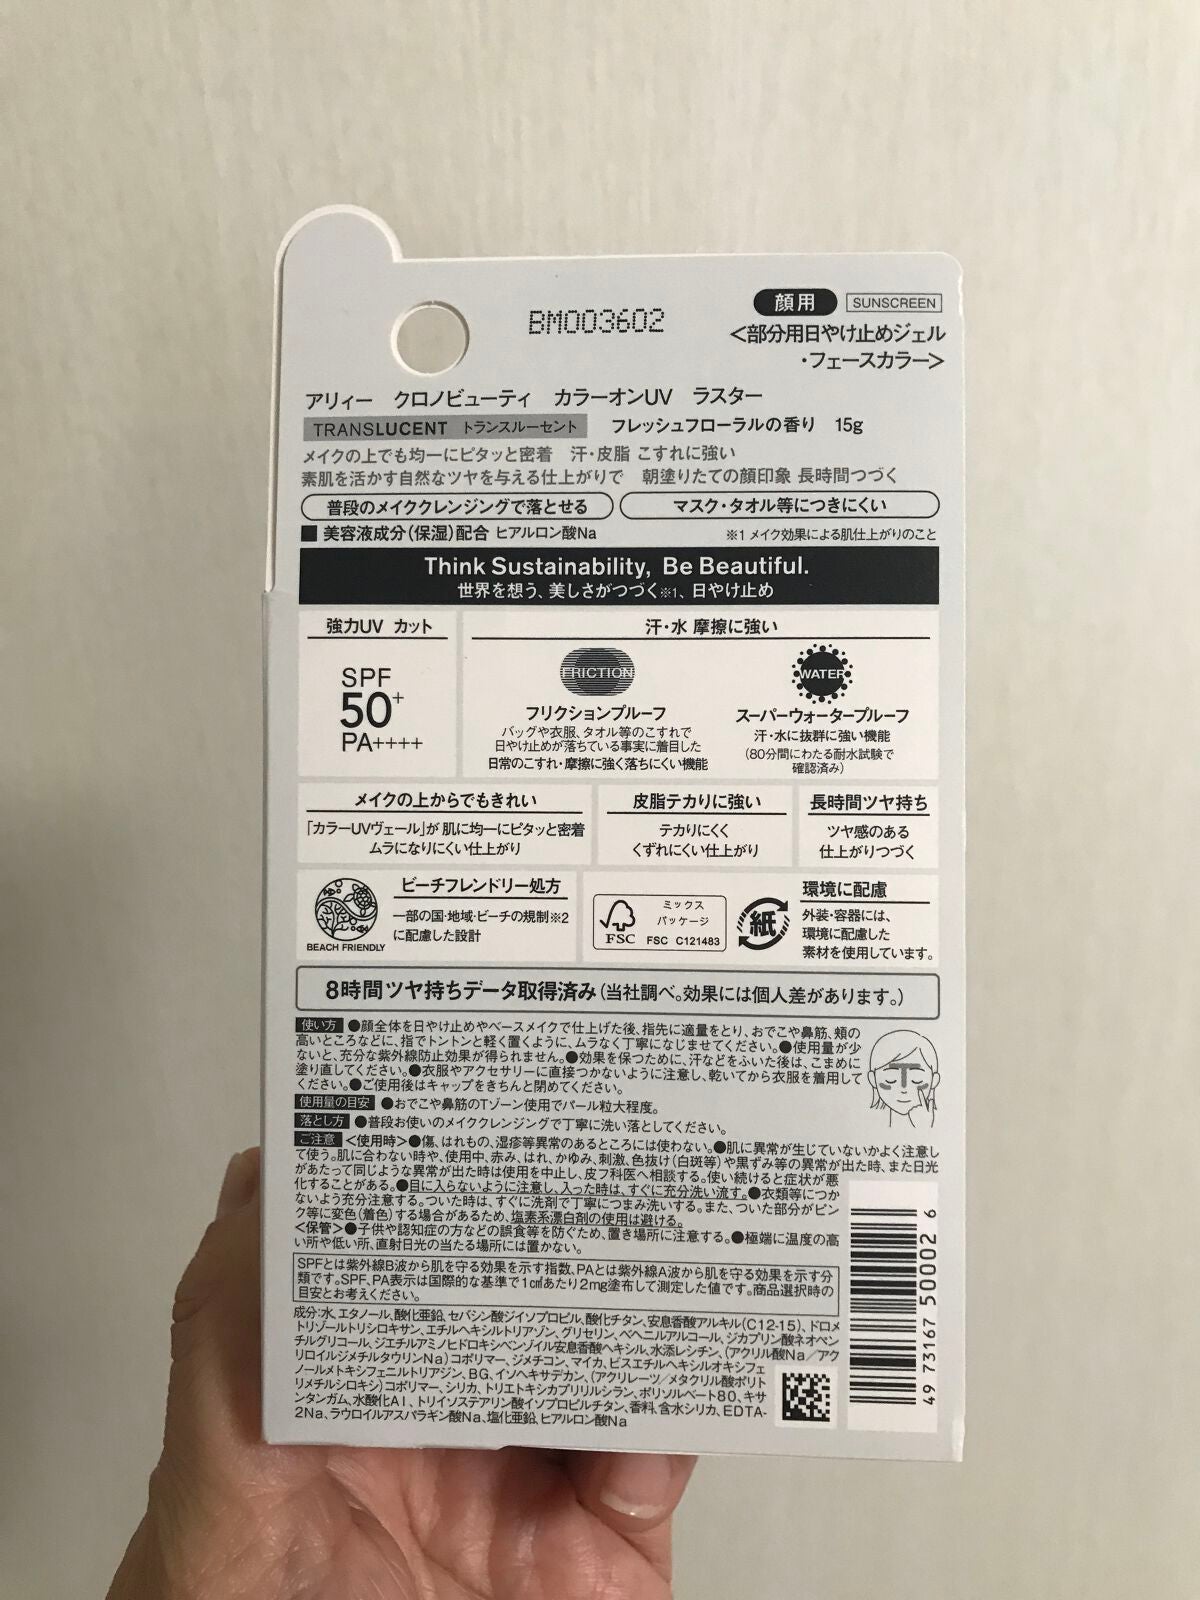 BM003602
顔用 SUNSCREEN
<部分用日やけ止めジェル
・フェースカラー>
アリィー クロノビューティ カラーオンUV ラスター
TRANSLUCENT トランスルーセント フレッシュフローラルの香り 15g
メイクの上でも均一にピタッと密着 汗・皮脂 こすれに強い
素肌を活かす自然なツヤを与える仕上がりで 朝塗りたての顔印象 長時間つづく
普段のメイククレンジングで落とせる マスク・タオル等につきにくい
■ 美容液成分(保湿)配合 ヒアルロン酸Na ※1 メイク効果による肌仕上がりのこと
Think Sustainability, Be Beautiful.
世界を想う、美しさがつづく※1、日やけ止め
強力UV カット
SPF
50+
PA++++
汗・水 摩擦に強い
FRICTION
フリクションプルーフ
バッグや衣服、タオル等のこすれで
日やけ止めが落ちている事実に着目した
日常のこすれ・摩擦に強く落ちにくい機能
WATER
スーパーウォータープルーフ
汗・水に抜群に強い機能
(80分間にわたる耐水試験で
確認済み)
メイクの上からでもきれい
「カラーUVヴェール」が 肌に均一にピタッと密着
ムラになりにくい仕上がり
皮脂テカりに強い
テカりにくく
くずれにくい仕上がり
長時間ツヤ持ち
ツヤ感のある
仕上がりつづく
BEACH FRIENDLY
ビーチフレンドリー処方
一部の国・地域・ビーチの規制※2
に配慮した設計
FSC
ミックス
パッケージ
FSC C121483
紙
環境に配慮
外装・容器には、
環境に配慮した
素材を使用しています。
8時間ツヤ持ちデータ取得済み(当社調べ。効果には個人差があります。)
使い方 ●顔全体を日やけ止めやベースメイクで仕上げた後、指先に適量をとり、おでこや鼻筋、頬の
高いところなどに、指でトントンと軽く置くように、ムラなく丁寧になじませてください。●使用量が少
ないと、充分な紫外線防止効果が得られません。●効果を保つために、汗などをふいた後は、こまめに
塗り直してください。●衣服やアクセサリーに直接つかないように注意し、乾いてから衣服を着用して
ください。●ご使用後はキャップをきちんと閉めてください。
使用量の目安 ●おでこや鼻筋のTゾーン使用でパール粒大程度。
落とし方 ●普段お使いのメイククレンジングで丁寧に洗い落としてください。
ご注意 <使用時>●傷、はれもの、湿疹等異常のあるところには使わない。●肌に異常が生じていないかよく注意し
て使う。肌に合わない時や、使用中、赤み、はれ、かゆみ、刺激、色抜け(白斑等)や黒ずみ等の異常が出た時、また日光
があたって同じような異常が出た時は使用を中止し、皮フ科医へ相談する。使い続けると症状が悪
化することがある。●目に入らないように注意し、入った時は、すぐに充分洗い流す。●衣類等につか
ないよう充分注意する。ついた時は、すぐに洗剤で丁寧につまみ洗いする。また、ついた部分がピン
ク等に変色(着色)する場合があるため、塩素系漂白剤の使用は避ける。
<保管>●子供や認知症の方などの誤食等を防ぐため、置き場所に注意する。●極端に温度の高
い所や低い所、直射日光の当たる場所には置かない。
SPFとは紫外線B波から肌を守る効果を示す指数、PAとは紫外線A波から肌を守る効果を示す分
類です。SPF、PA表示は国際的な基準で1㎠あたり2mg塗布して測定した値です。商品選択時の
目安とお考えください。
成分:水、エタノール、酸化亜鉛、セバシン酸ジイソプロピル、酸化チタン、安息香酸アルキル(C12-15)、ドロメ
トリゾールトリシロキサン、エチルヘキシルトリアゾン、グリセリン、ベヘニルアルコール、ジカプリン酸ネオペン
チルグリコール、ジエチルアミノヒドロキシベンゾイル安息香酸ヘキシル、水添レシチン、(アクリル酸Na/アク
リロイルジメチルタウリンNa)コポリマー、ジメチコン、マイカ、ビスエチルヘキシルオキシフェ
ノールメトキシフェニルトリアジン、BG、イソヘキサデカン、(アクリレーツ/メタクリル酸ポリト
リメチルシロキシ)コポリマー、シリカ、トリエトキシカプリリルシラン、ポリソルベート80、キサ
ンタンガム、水酸化Al、トリイソステアリン酸イソプロピルチタン、香料、含水シリカ、EDTA-
2Na、ラウロイルアスパラギン酸Na、塩化亜鉛、ヒアルロン酸Na
49 73167 50002 6